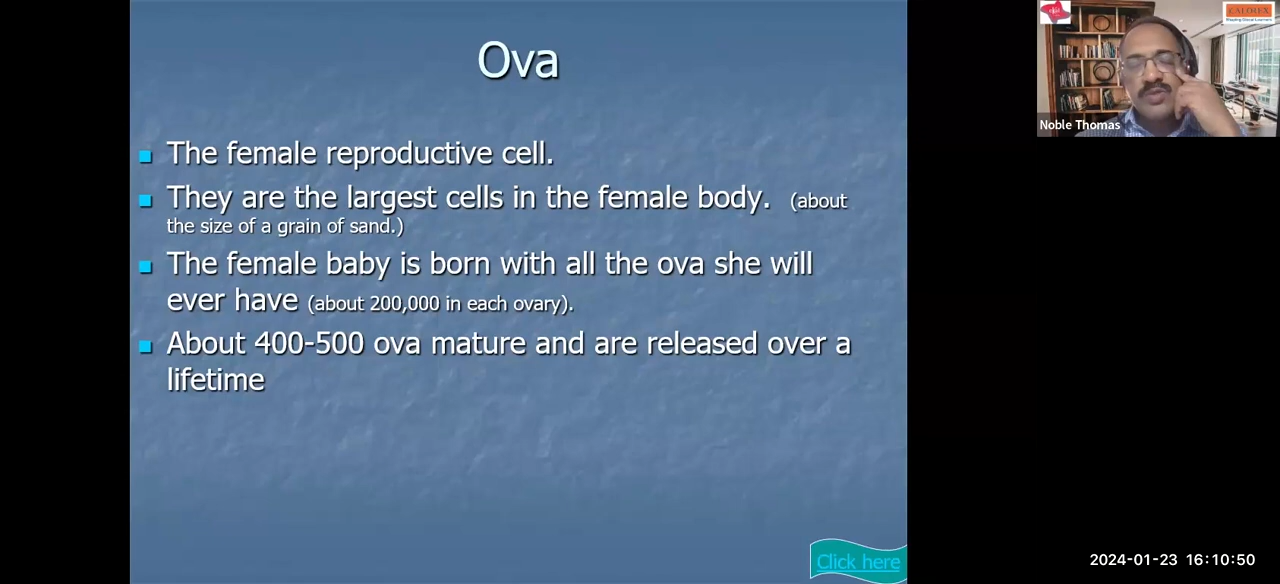 Ova
The female reproductive cell.
They are the largest cells in the female body. (about
the size of a grain of sand.)
The female baby is born with all the ova she will
ever have (about 200,000 in each ovary).
About 400-500 ova mature and are released over a
lifetime
Click here
CALOREX
Noble Thomas
2024-01-23 16:10:50